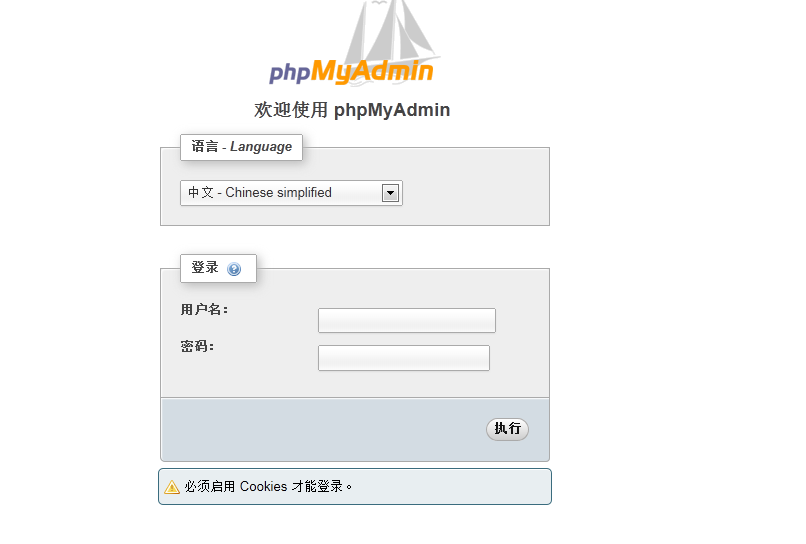 phpMyAdmin
欢迎使用 phpMyAdmin
语言 - Language
中文 - Chinese simplified
登录
用户名：
密码：
执行
必须启用 Cookies 才能登录。